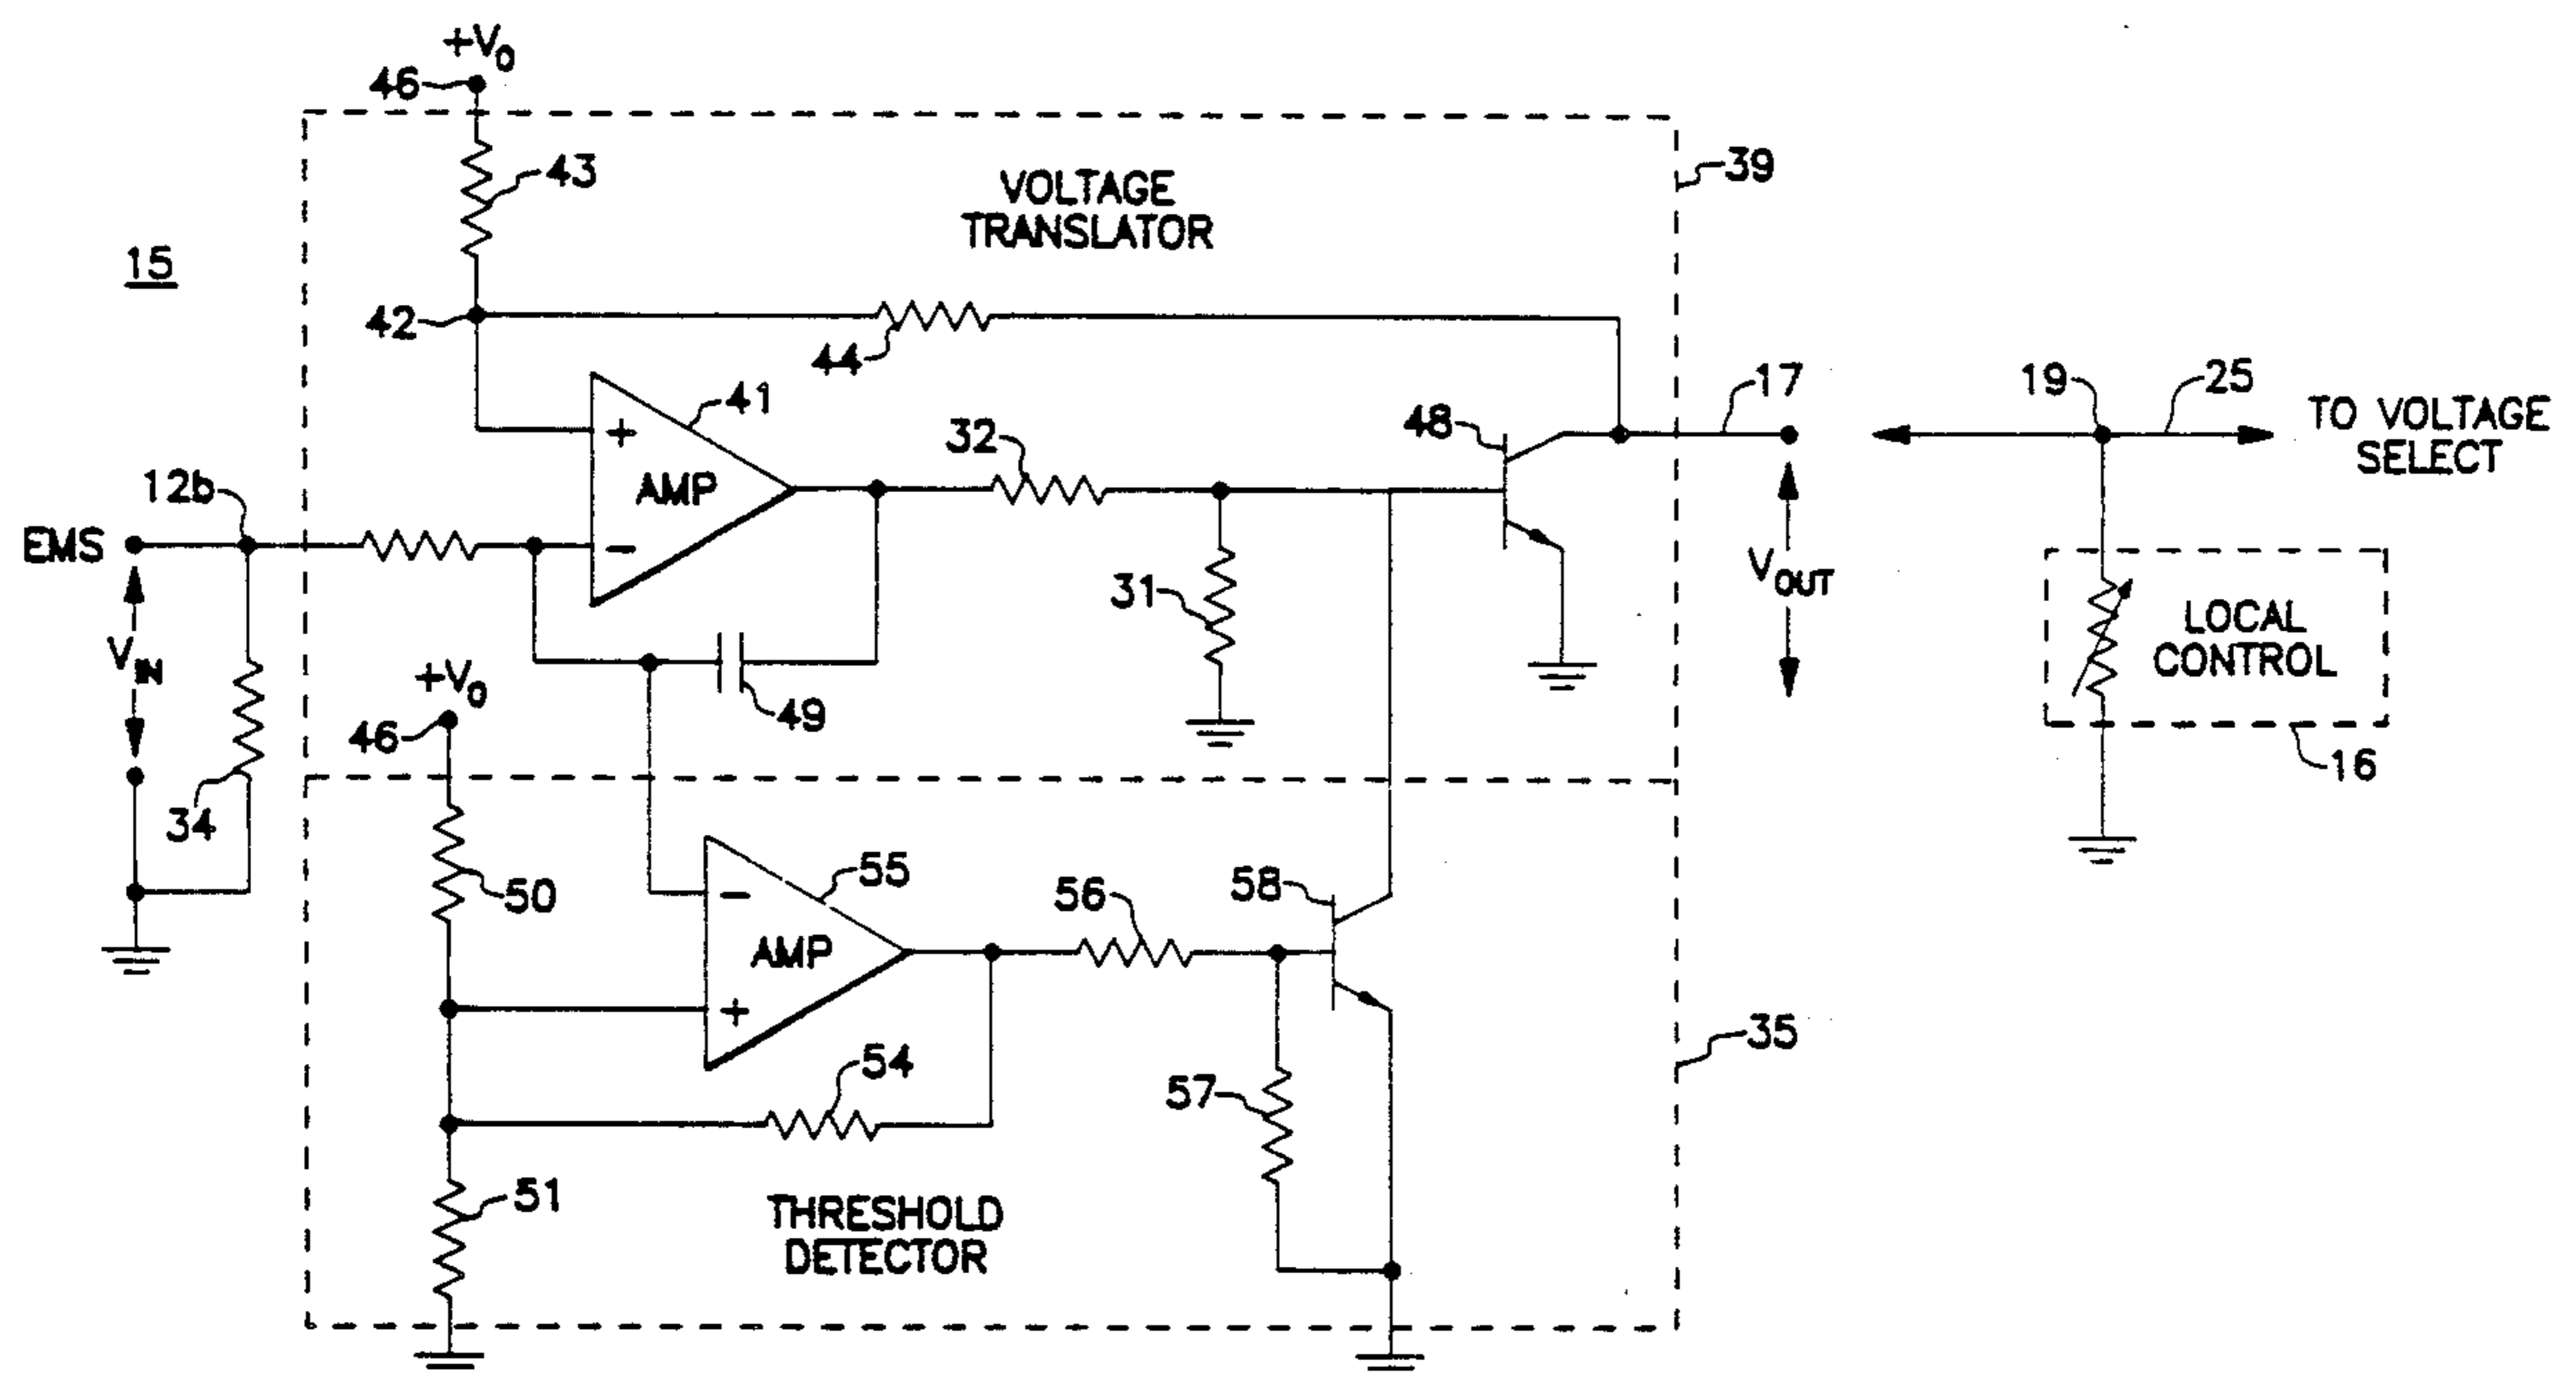 +V0
46
43
39
VOLTAGE
TRANSLATOR
15
42
44
41
17
19
25
TO VOLTAGE
SELECT
32
48
12b
+
AMP
−
EMS
VIN
31
VOUT
LOCAL
CONTROL
49
16
+V0
46
34
50
55
−
AMP
+
56
58
54
57
35
51
THRESHOLD
DETECTOR